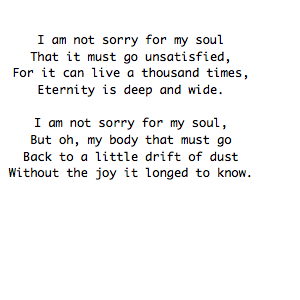 I am not sorry for my soul
That it must go unsatisfied,
For it can live a thousand times,
Eternity is deep and wide.
I am not sorry for my soul,
But oh, my body that must go
Back to a little drift of dust
Without the joy it longed to know.